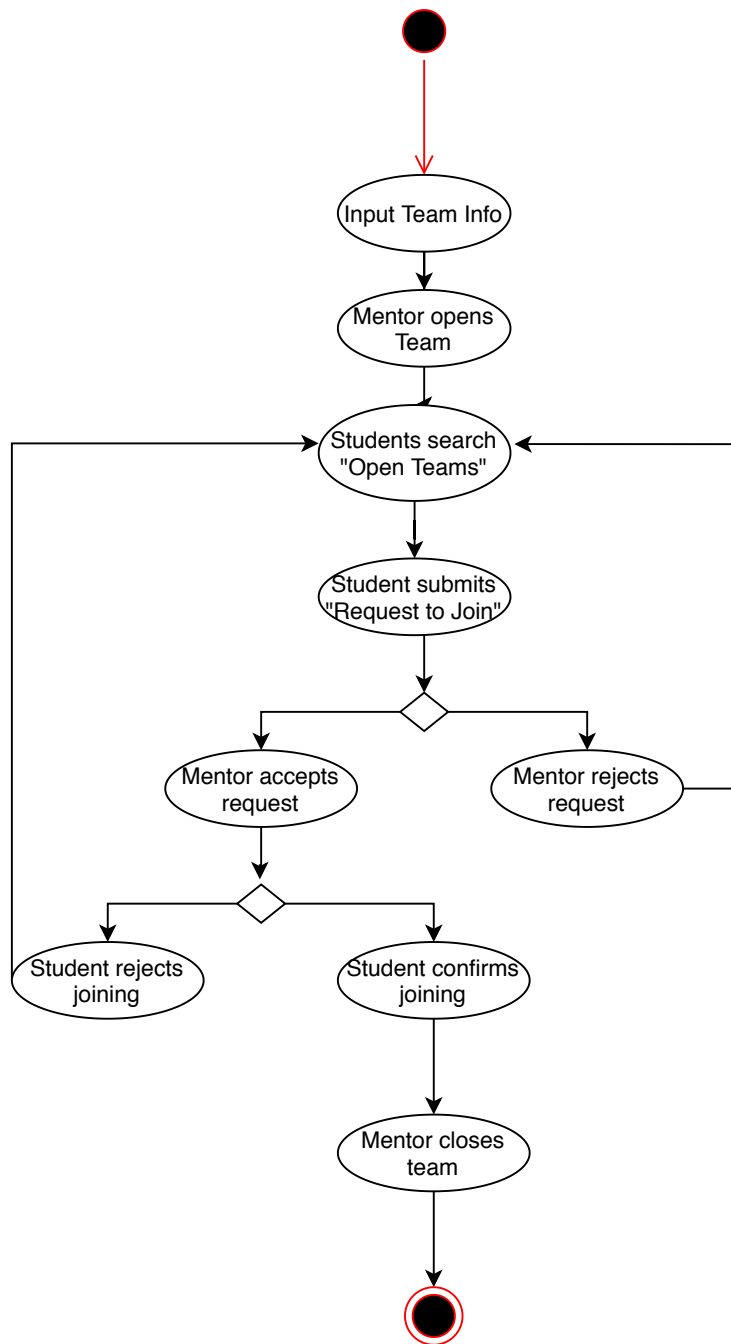 Input Team Info
Mentor opens
Team
Students search
"Open Teams"
Student submits
"Request to Join"
Mentor accepts
request
Mentor rejects
request
Student rejects
joining
Student confirms
joining
Mentor closes
team